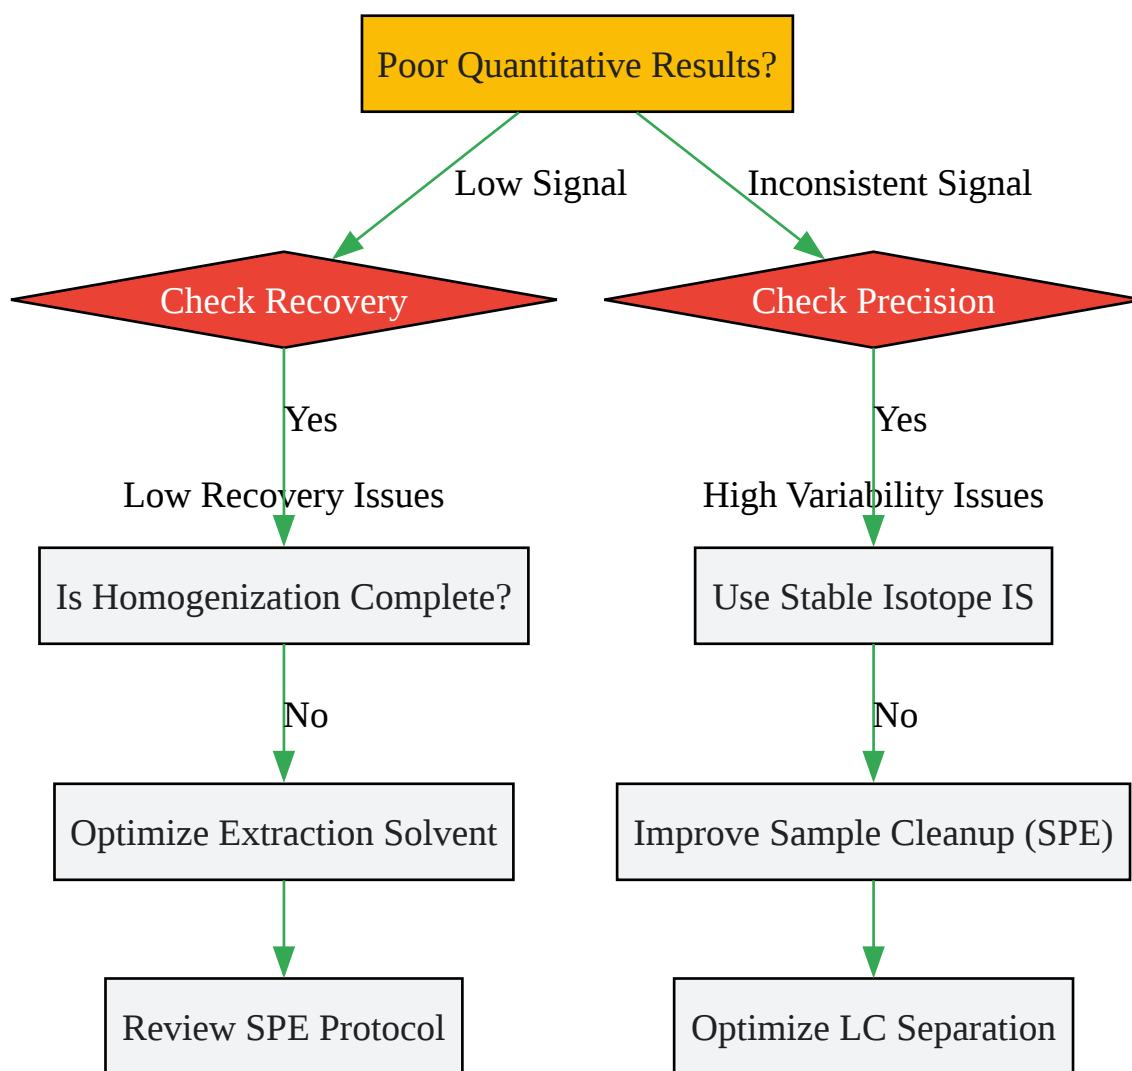 Poor Quantitative Results?
Low Signal
Inconsistent Signal
Check Recovery
Check Precision
Yes
Yes
Low Recovery Issues
High Variability Issues
Is Homogenization Complete?
Use Stable Isotope IS
No
No
Optimize Extraction Solvent
Improve Sample Cleanup (SPE)
Review SPE Protocol
Optimize LC Separation